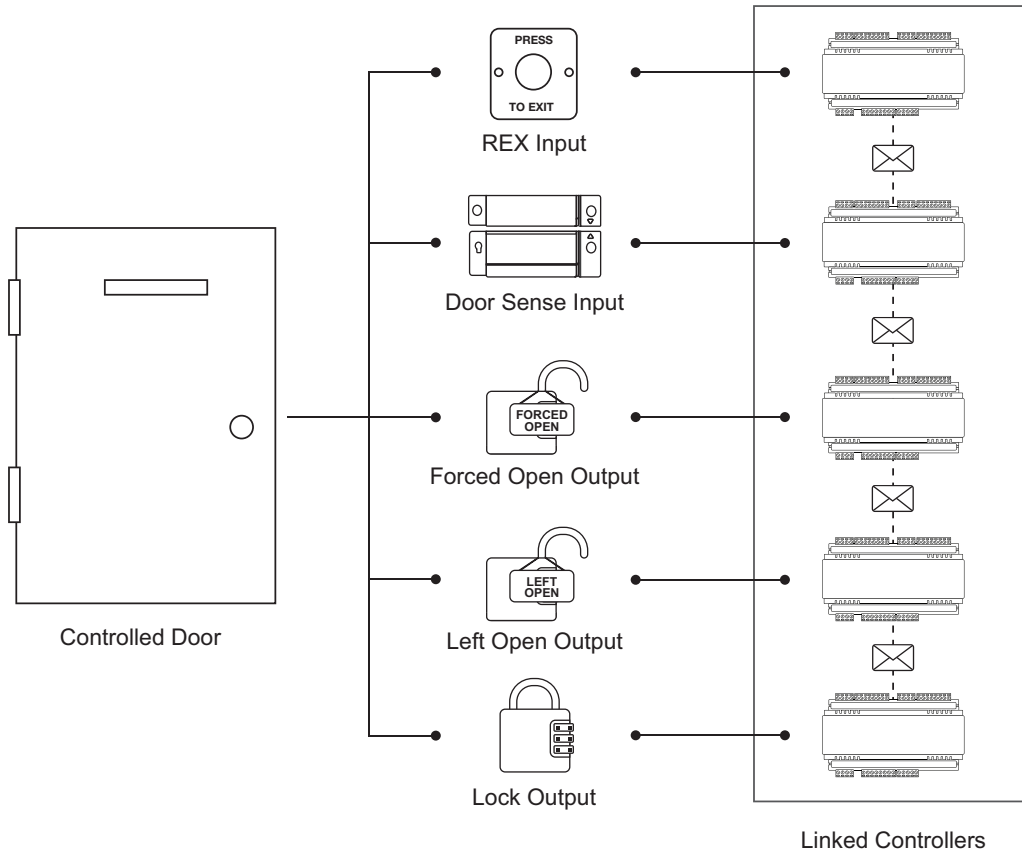 PRESS
TO EXIT
REX Input
Door Sense Input
FORCED
OPEN
Forced Open Output
LEFT
OPEN
Left Open Output
Lock Output
Controlled Door
Linked Controllers